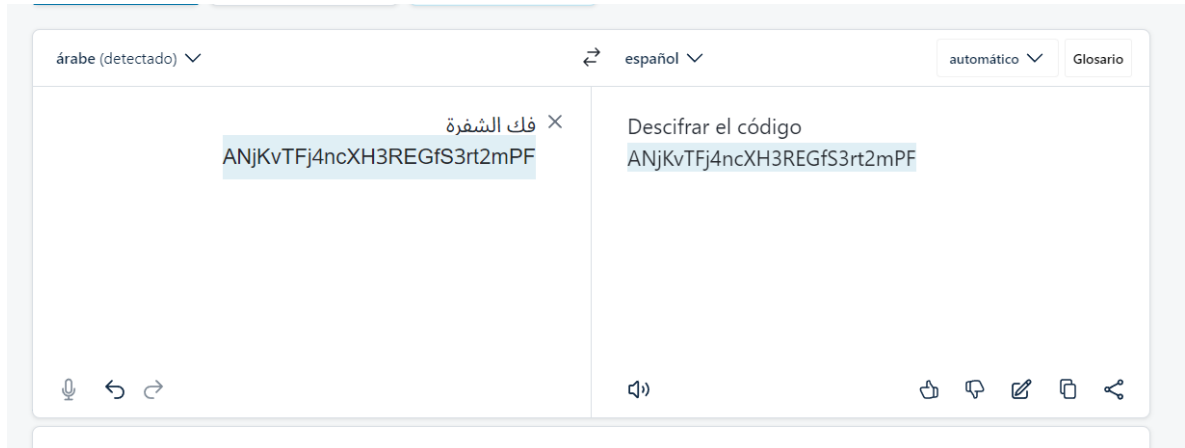 árabe (detectado)
español
automático
Glosario
فك الشفرة
ANjKvTFj4ncXH3REGfS3rt2mPF
Descifrar el código
ANjKvTFj4ncXH3REGfS3rt2mPF